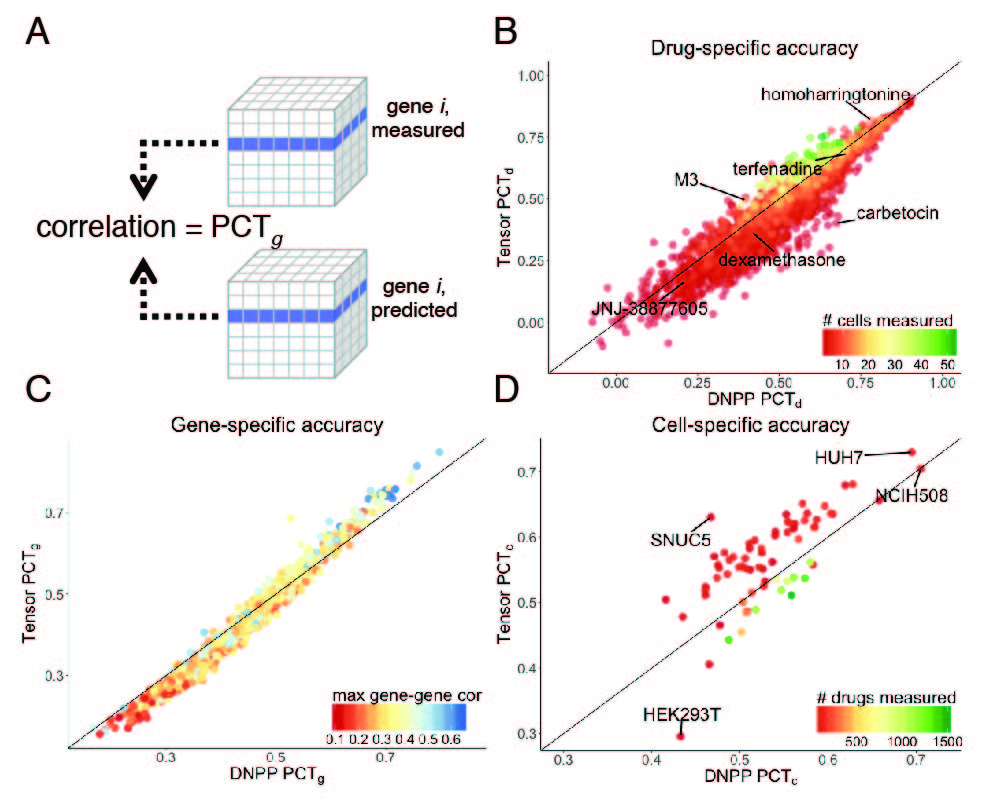 A
gene i,
measured
correlation = PCTg
gene i,
predicted
B
Drug-specific accuracy
1.00
0.75
0.50
0.25
0.00
Tensor PCTd
homoharringtonine
terfenadine
M3
carbetocin
dexamethasone
JNJ-38877605
# cells measured
10 20 30 40 50
0.00 0.25 0.50 0.75 1.00
DNPP PCTd
C
Gene-specific accuracy
0.7
0.5
0.3
Tensor PCTg
max gene-gene cor
0.1 0.2 0.3 0.4 0.5 0.6
0.3 0.5 0.7
DNPP PCTg
D
Cell-specific accuracy
0.7
0.6
0.5
0.4
0.3
Tensor PCTc
HUH7
NCIH508
SNUC5
HEK293T
# drugs measured
500 1000 1500
0.3 0.4 0.5 0.6 0.7
DNPP PCTc